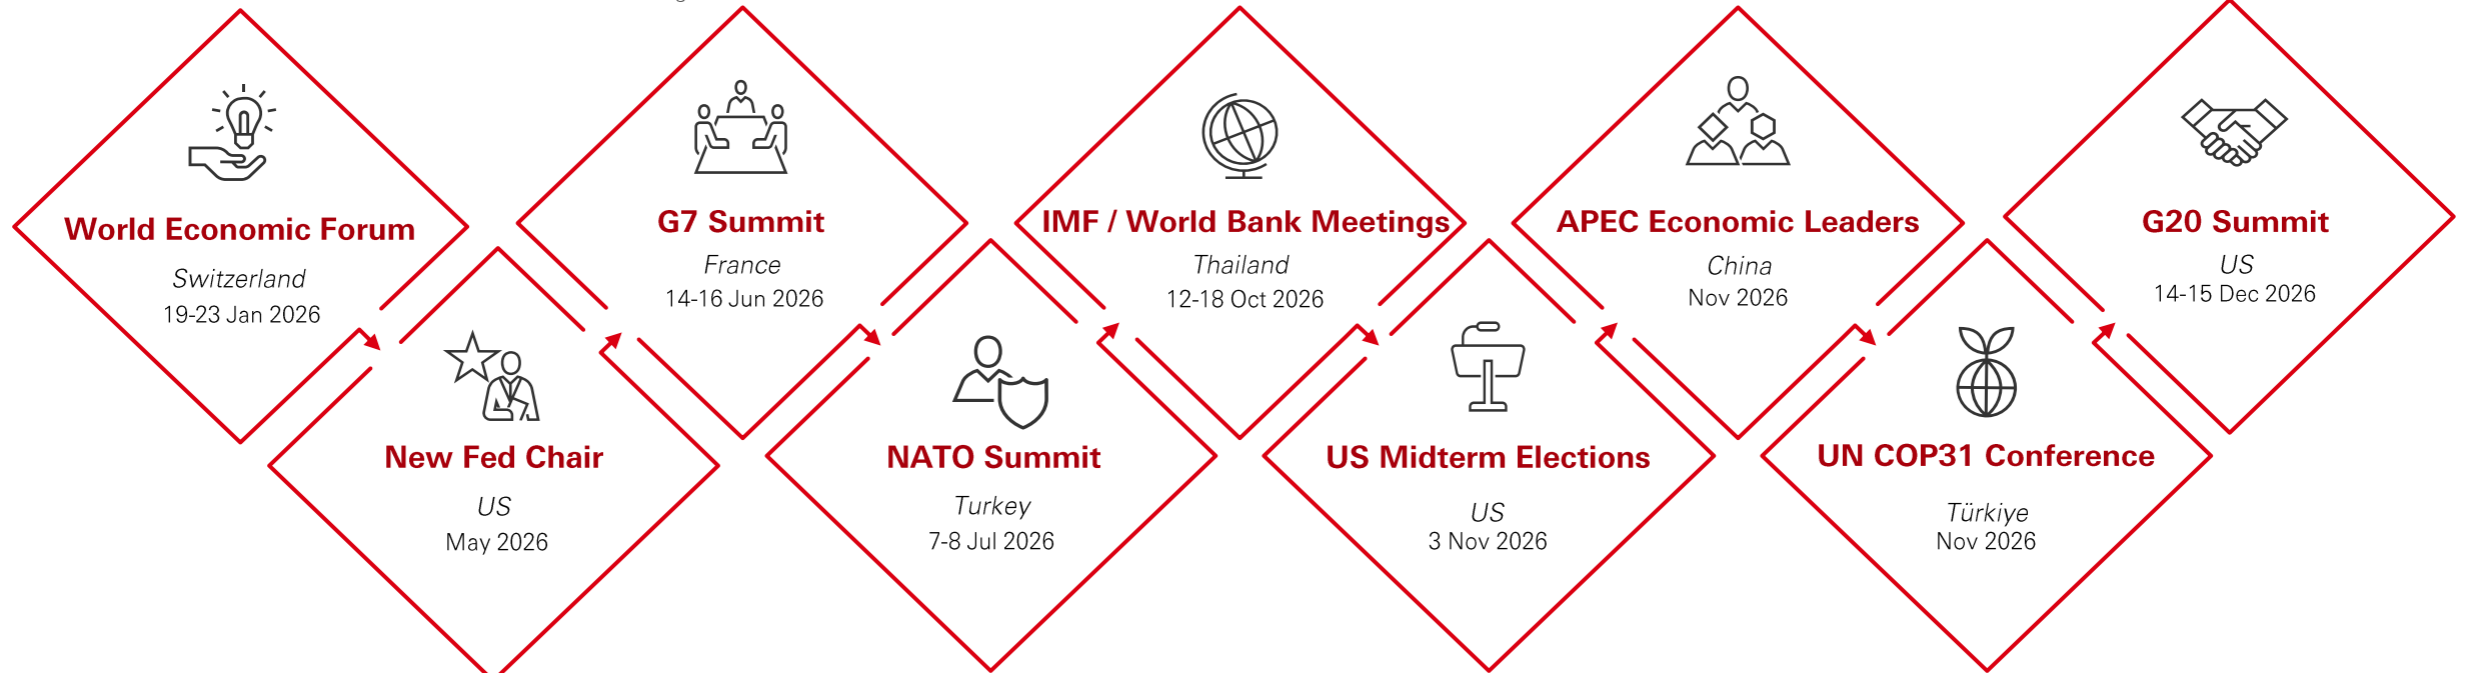 World Economic Forum
Switzerland
19-23 Jan 2026
New Fed Chair
US
May 2026
G7 Summit
France
14-16 Jun 2026
NATO Summit
Turkey
7-8 Jul 2026
IMF / World Bank Meetings
Thailand
12-18 Oct 2026
US Midterm Elections
US
3 Nov 2026
APEC Economic Leaders
China
Nov 2026
UN COP31 Conference
Türkiye
Nov 2026
G20 Summit
US
14-15 Dec 2026